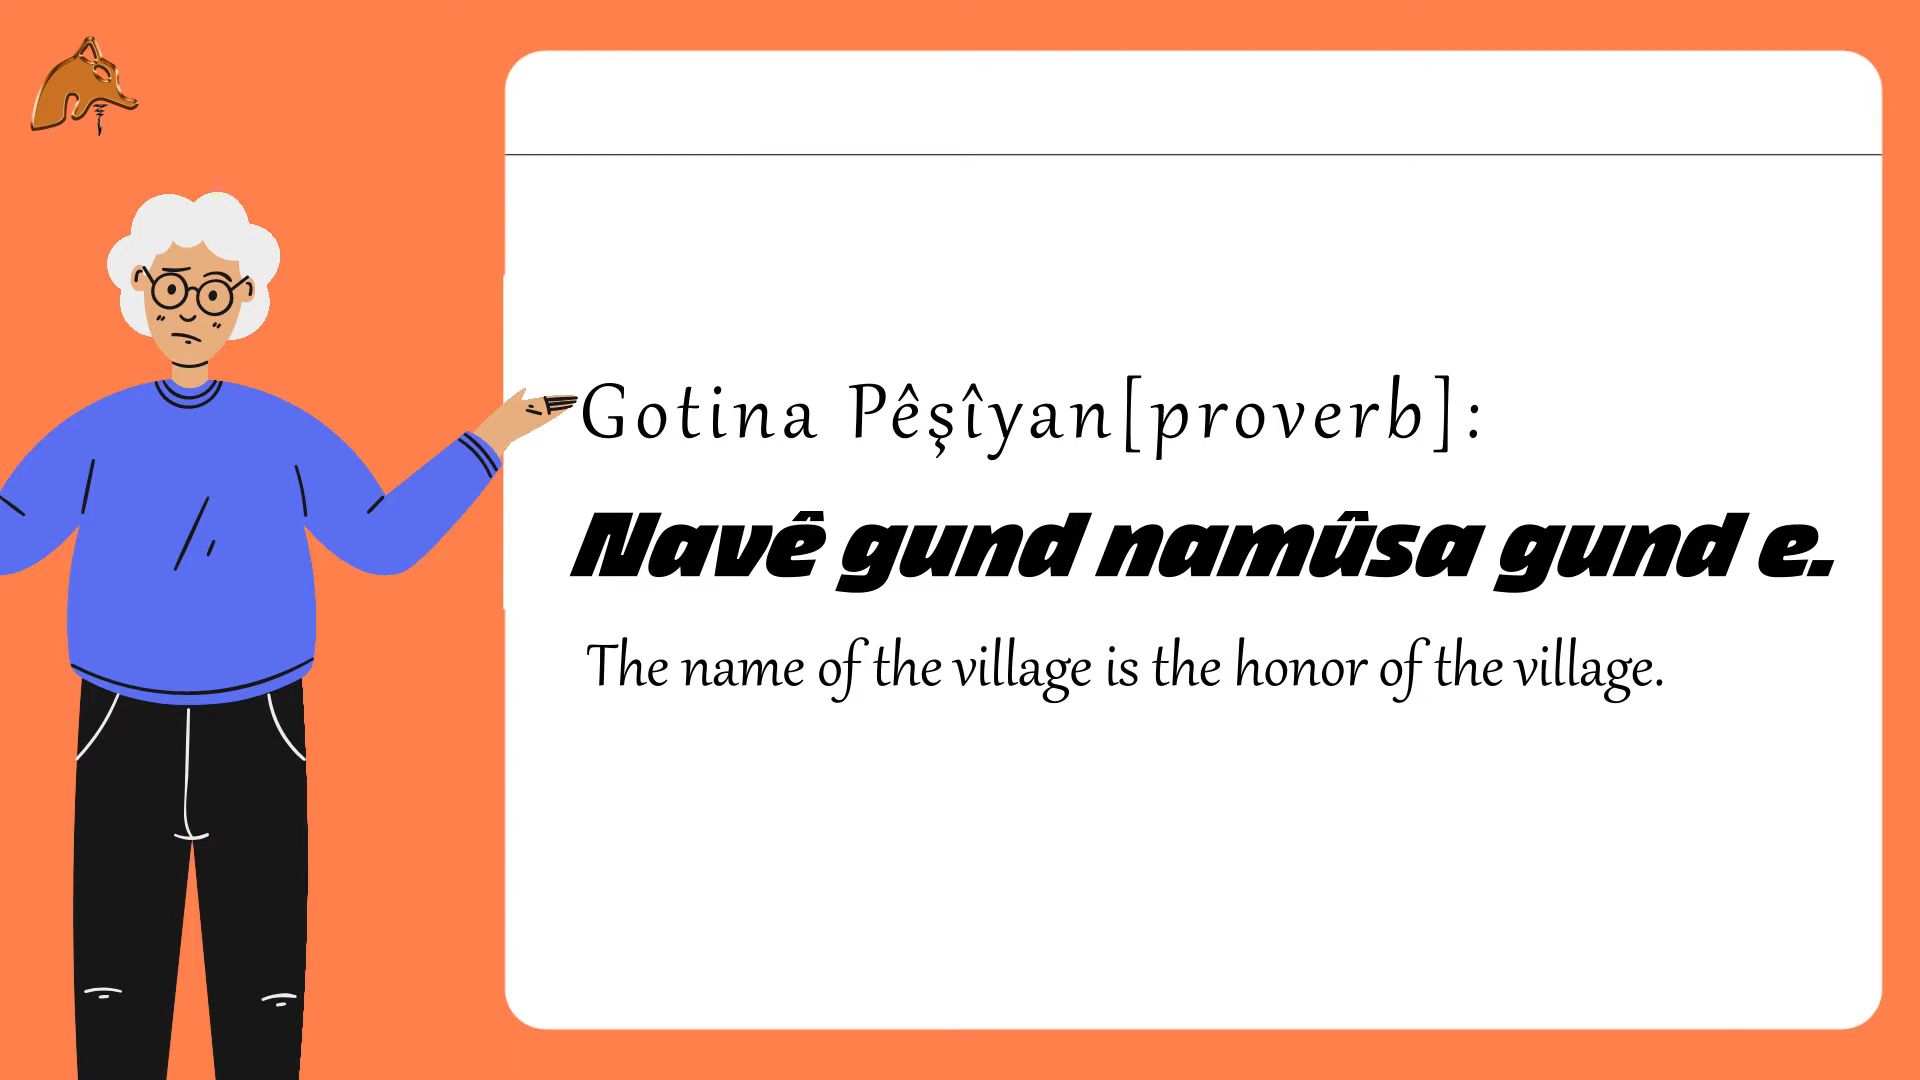 Gotina Pêşîyan[proverb]:
Navê gund namûsa gund e.
The name of the village is the honor of the village.